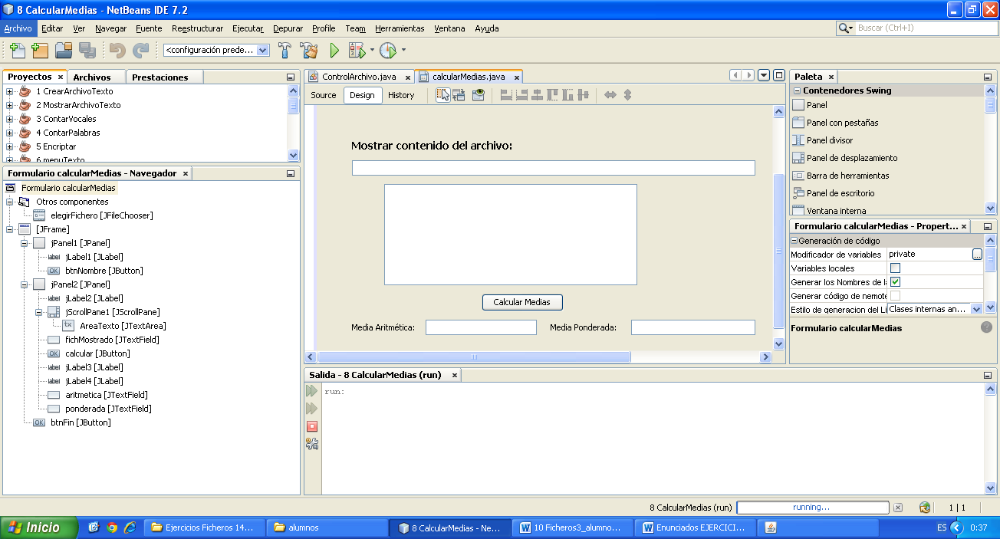 8 CalcularMedias - NetBeans IDE 7.2
Archivo Editar Ver Navegar Fuente Reestructurar Ejecutar Depurar Profile Team Herramientas Ventana Ayuda
Buscar (Ctrl+I)
<configuración prede...
Proyectos × Archivos Prestaciones
1 CrearArchivoTexto
2 MostrarArchivoTexto
3 ContarVocales
4 ContarPalabras
5 Encriptar
6 menuTexto
Formulario calcularMedias - Navegador ×
Formulario calcularMedias
Otros componentes
elegirFichero [JFileChooser]
[JFrame]
jPanel1 [JPanel]
label jLabel1 [JLabel]
OK btnNombre [JButton]
jPanel2 [JPanel]
label jLabel2 [JLabel]
jScrollPane1 [JScrollPane]
tx AreaTexto [JTextArea]
fichMostrado [JTextField]
OK calcular [JButton]
label jLabel3 [JLabel]
label jLabel4 [JLabel]
aritmetica [JTextField]
ponderada [JTextField]
OK btnFin [JButton]
ControlArchivo.java × calcularMedias.java ×
Source Design History
Mostrar contenido del archivo:
Calcular Medias
Media Aritmética: Media Ponderada:
Paleta ×
Contenedores Swing
Panel
Panel con pestañas
Panel divisor
Panel de desplazamiento
Barra de herramientas
Panel de escritorio
Ventana interna
Formulario calcularMedias - Propert... ×
Generación de código
Modificador de variables private ...
Variables locales
Generar los Nombres de la
Generar código de nemote
Estilo de generacion del Li Clases internas an...
Formulario calcularMedias ?
Salida - 8 CalcularMedias (run) ×
run:
8 CalcularMedias (run) running... 1 | 1
Inicio Ejercicios Ficheros 14... alumnos 8 CalcularMedias - Ne... 10 Ficheros3_alumno... Enunciados EJERCICI... ES 0:37